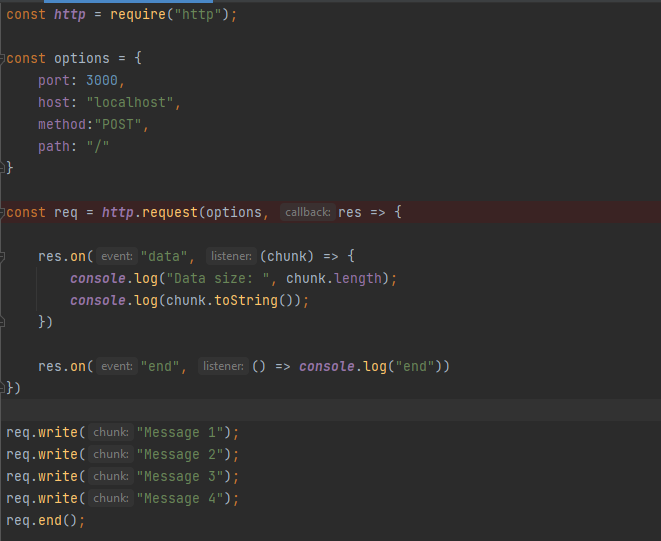 const http = require("http");
const options = {
port: 3000,
host: "localhost",
method:"POST",
path: "/"
}
const req = http.request(options, callback: res => {
res.on( event: "data", listener: (chunk) => {
console.log("Data size: ", chunk.length);
console.log(chunk.toString());
})
res.on( event: "end", listener: () => console.log("end"))
})
req.write( chunk: "Message 1");
req.write( chunk: "Message 2");
req.write( chunk: "Message 3");
req.write( chunk: "Message 4");
req.end();